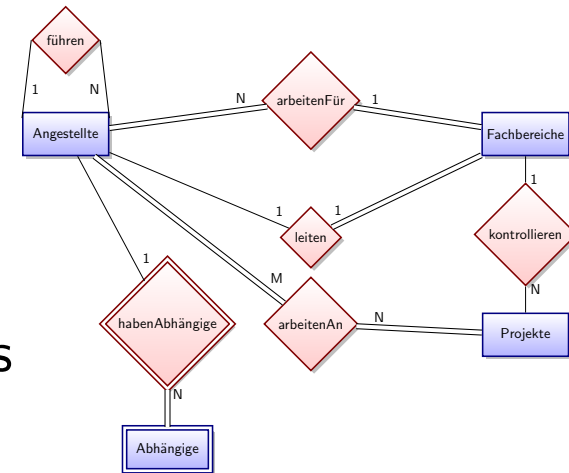 führen
1 N
N arbeitenFür 1
Angestellte
Fachbereiche
1
1 leiten 1
kontrollieren
1
M
habenAbhängige
arbeitenAn
N
N
Projekte
s
N
Abhängige